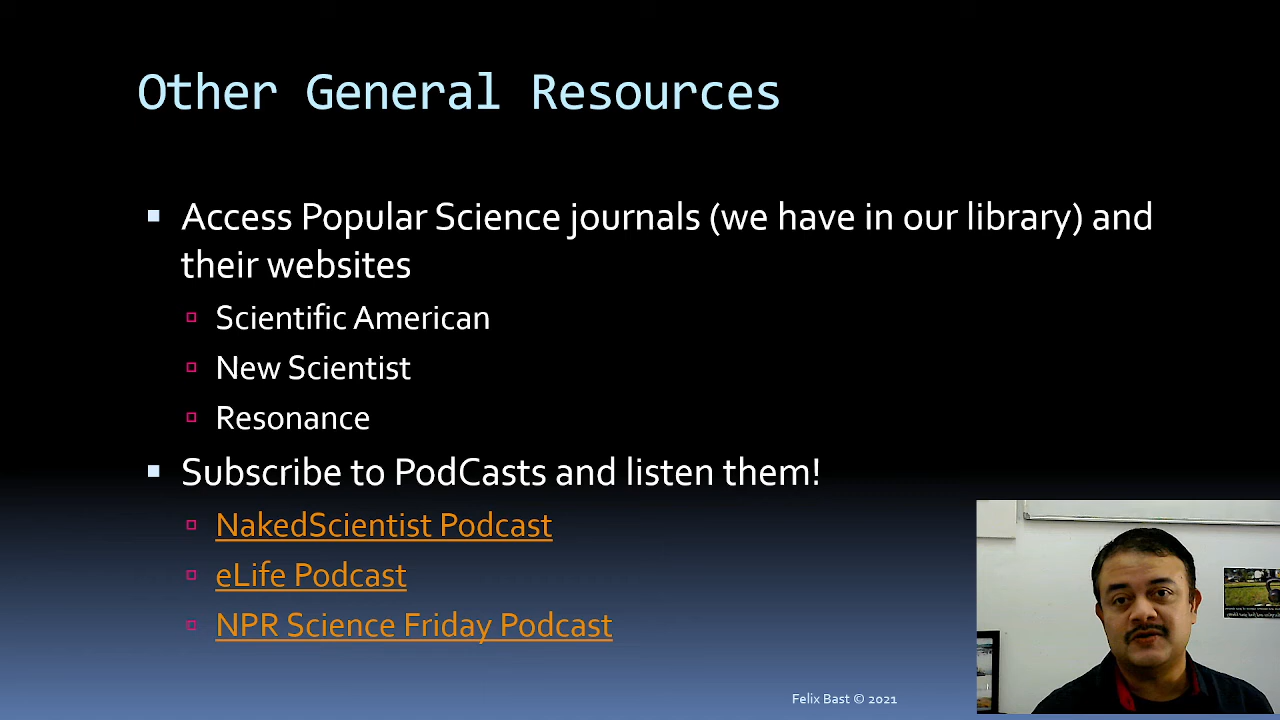 Other General Resources
Access Popular Science journals (we have in our library) and
their websites
Scientific American
New Scientist
Resonance
Subscribe to PodCasts and listen them!
NakedScientist Podcast
eLife Podcast
NPR Science Friday Podcast
Felix Bast © 2021